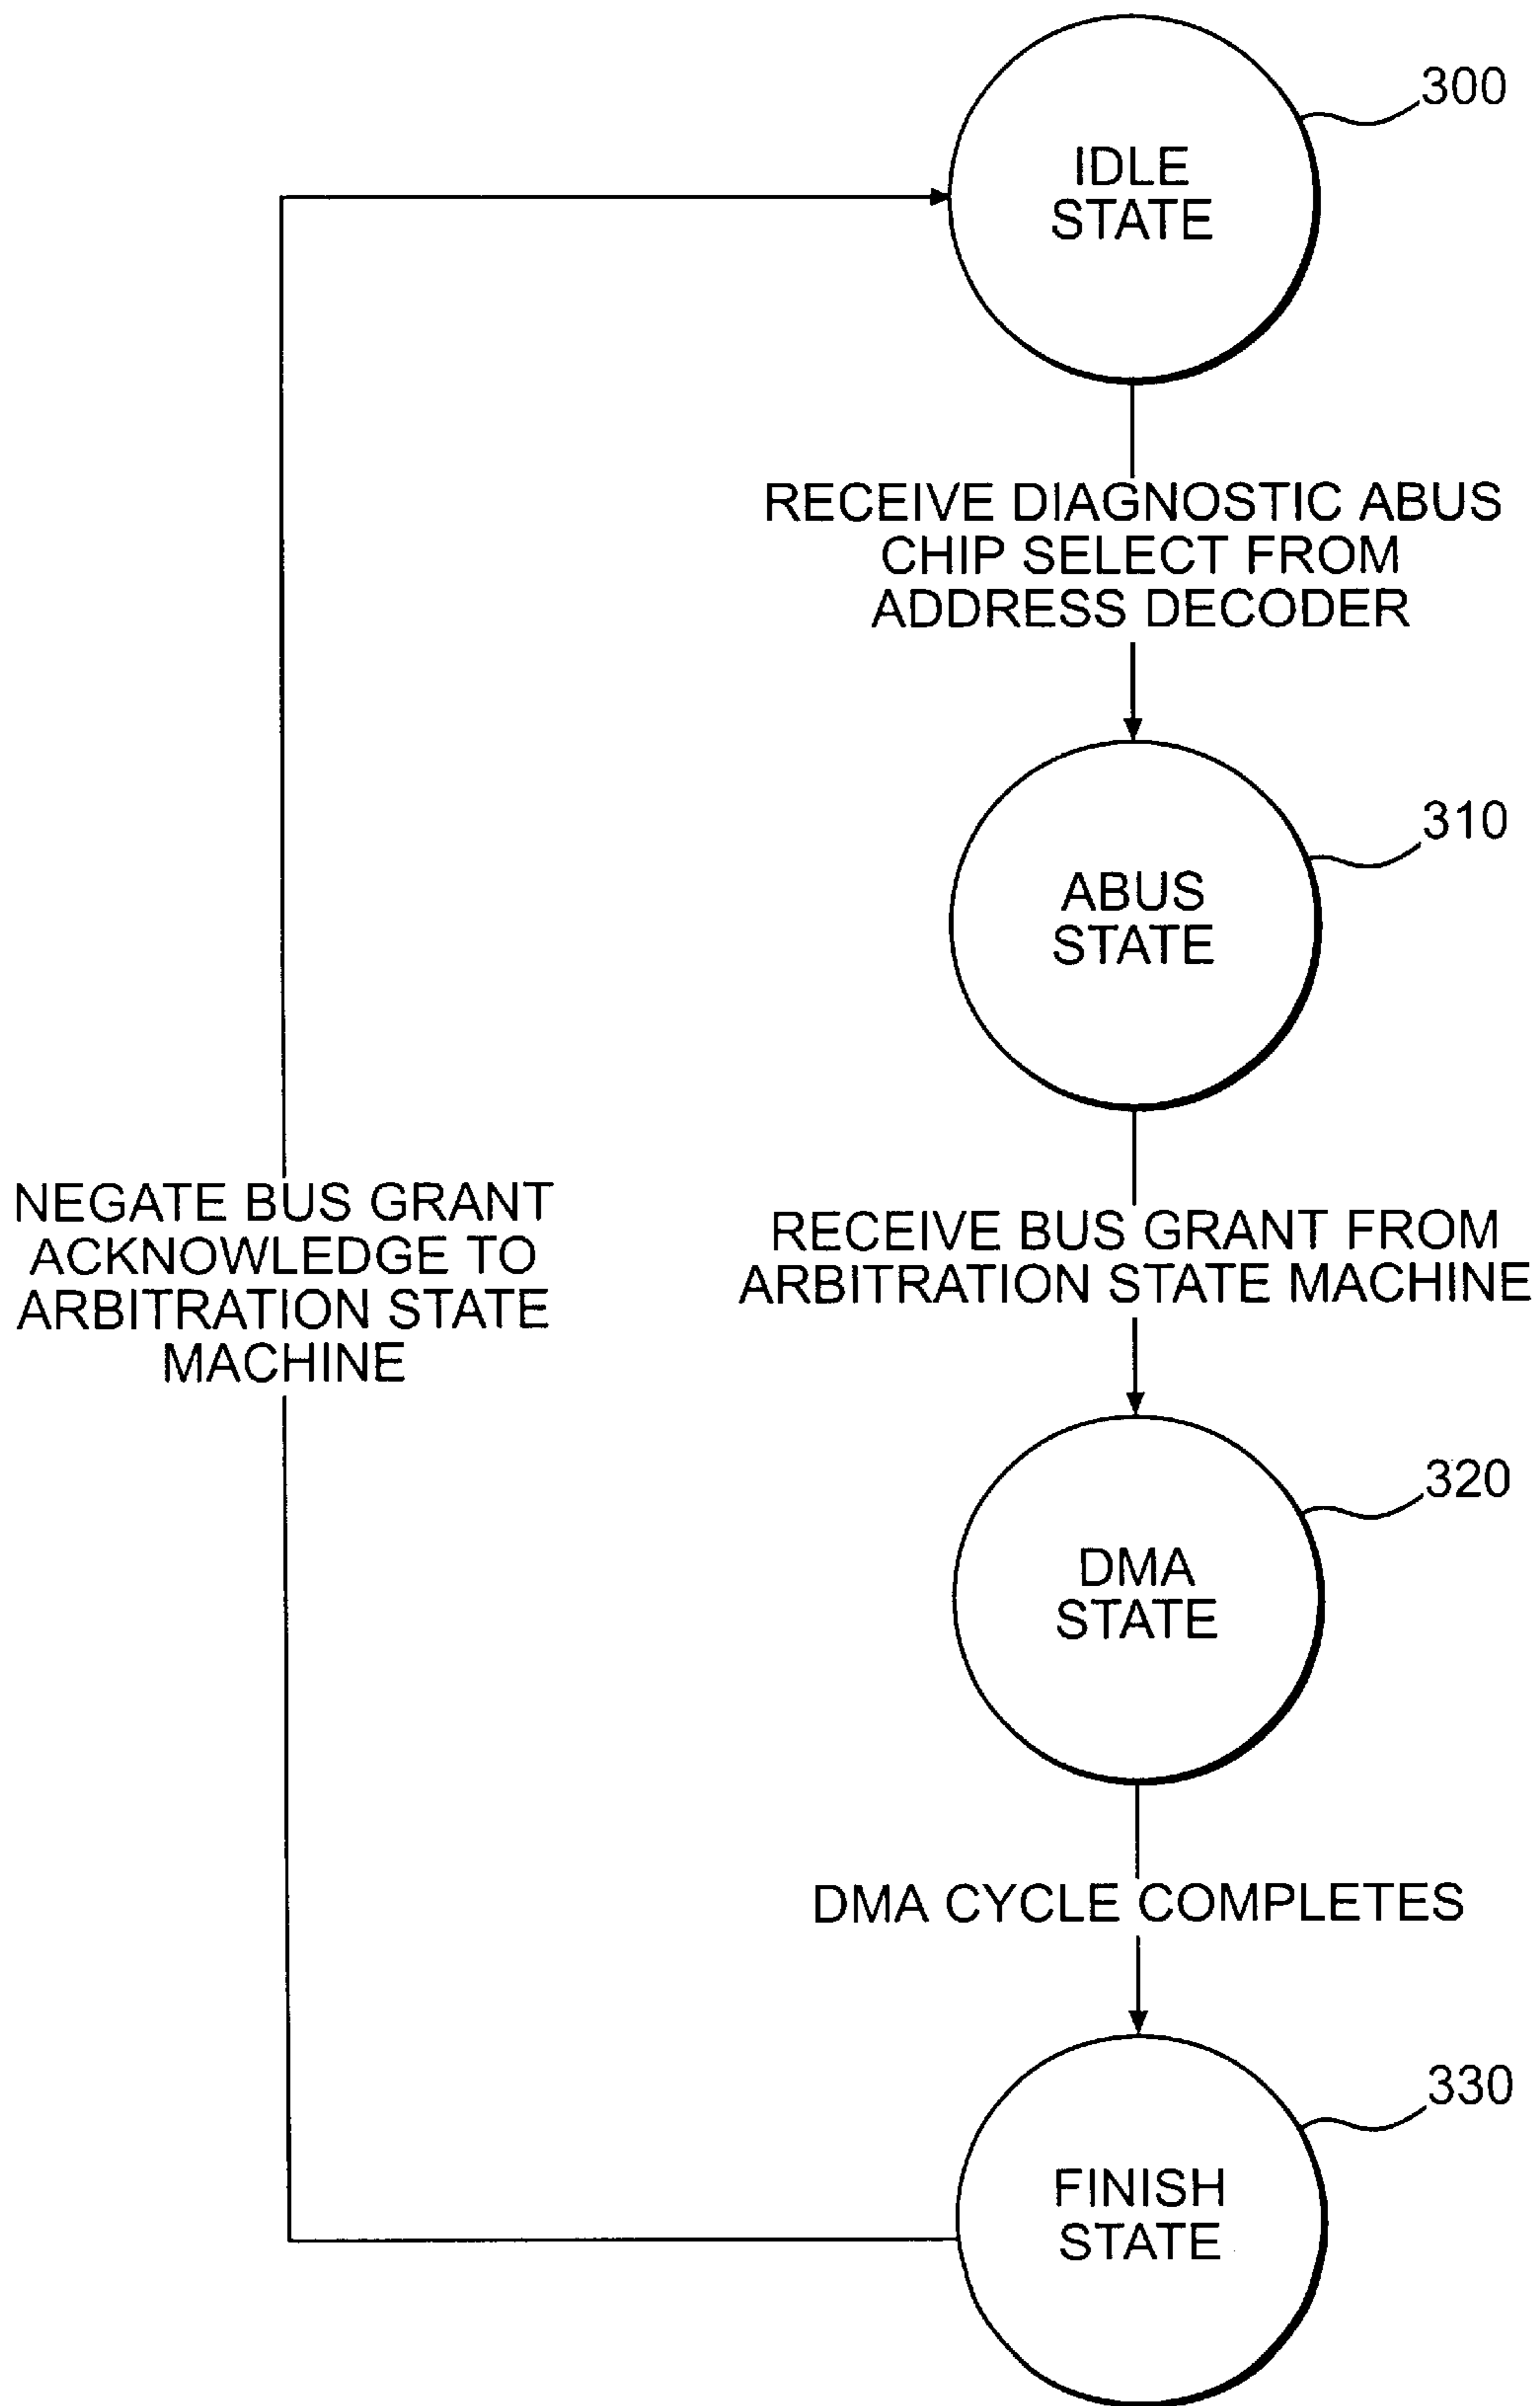 300
IDLE
STATE
RECEIVE DIAGNOSTIC ABUS
CHIP SELECT FROM
ADDRESS DECODER
310
ABUS
STATE
NEGATE BUS GRANT
ACKNOWLEDGE TO
ARBITRATION STATE
MACHINE
RECEIVE BUS GRANT FROM
ARBITRATION STATE MACHINE
320
DMA
STATE
DMA CYCLE COMPLETES
330
FINISH
STATE